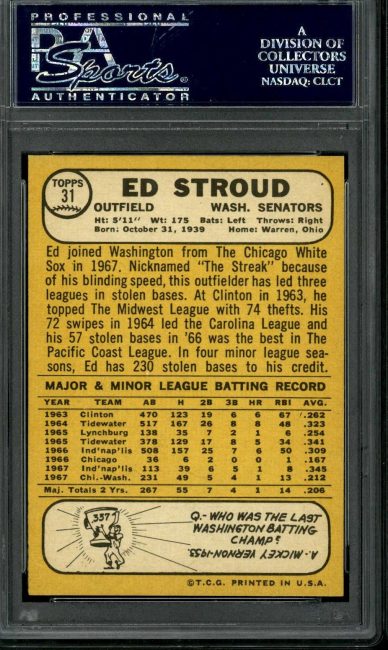 PROFESSIONAL
PSA
Sports
AUTHENTICATOR
A
DIVISION OF
COLLECTORS
UNIVERSE
NASDAQ: CLCT
TOPPS
31
ED STROUD
OUTFIELD WASH. SENATORS
Ht: 5'11" Wt: 175 Bats: Left Throws: Right
Born: October 31, 1939 Home: Warren, Ohio
Ed joined Washington from The Chicago White
Sox in 1967. Nicknamed "The Streak" because
of his blinding speed, this outfielder has led three
leagues in stolen bases. At Clinton in 1963, he
topped The Midwest League with 74 thefts. His
72 swipes in 1964 led the Carolina League and
his 57 stolen bases in '66 was the best in The
Pacific Coast League. In four minor league sea-
sons, Ed has 230 stolen bases to his credit.
MAJOR & MINOR LEAGUE BATTING RECORD
YEAR TEAM AB H 2B 3B HR RBI AVG.
1963 Clinton 470 123 19 6 6 67 .262
1964 Tidewater 517 167 26 8 8 48 .323
1965 Lynchburg 138 35 7 2 1 6 .254
1965 Tidewater 378 129 17 8 5 34 .341
1966 Ind'nap'lis 508 157 25 7 6 50 .309
1966 Chicago 36 6 2 0 0 1 .167
1967 Ind'nap'lis 113 39 6 5 1 8 .345
1967 Chi.-Wash. 231 49 5 4 1 13 .212
Maj. Totals 2 Yrs. 267 55 7 4 1 14 .206
.337
Q.- WHO WAS THE LAST
WASHINGTON BATTING
CHAMP?
A.- MICKEY VERNON-1953.
©T.C.G. PRINTED IN U.S.A.